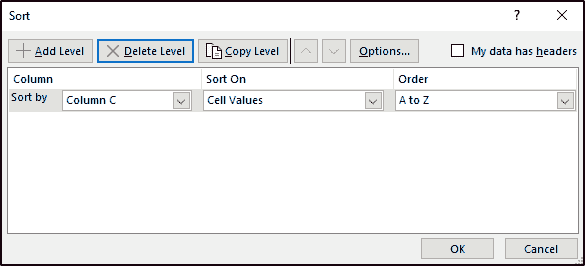 Sort ?
Add Level Delete Level Copy Level Options... My data has headers
Column Sort On Order
Sort by Column C Cell Values A to Z
OK Cancel